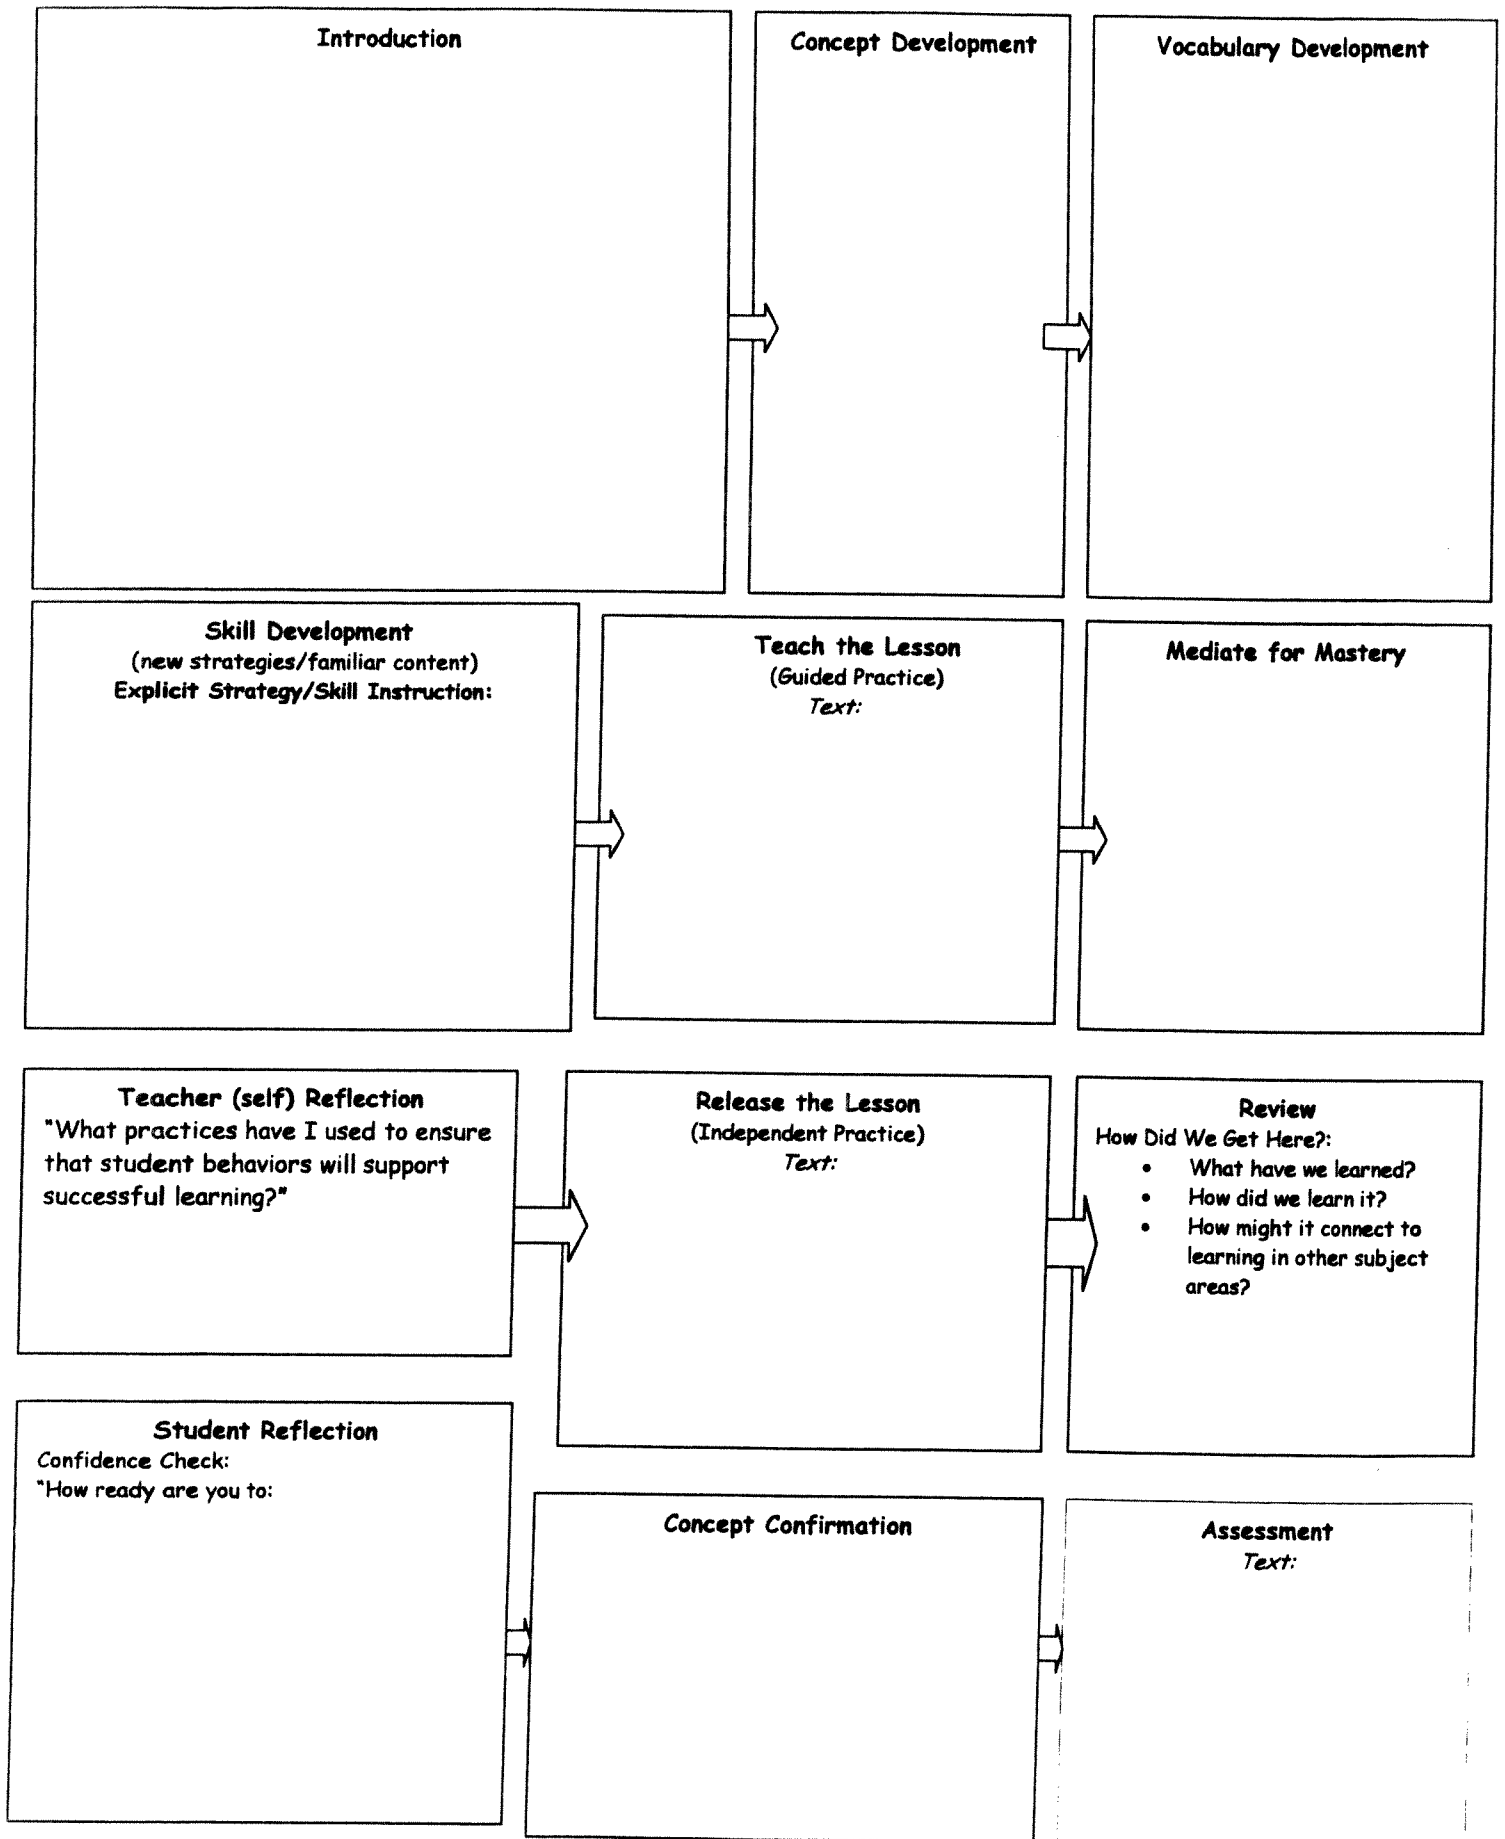 Introduction
Concept Development
Vocabulary Development
Skill Development
(new strategies/familiar content)
Explicit Strategy/Skill Instruction:
Teach the Lesson
(Guided Practice)
Text:
Mediate for Mastery
Teacher (self) Reflection
"What practices have I used to ensure
that student behaviors will support
successful learning?"
Release the Lesson
(Independent Practice)
Text:
Review
How Did We Get Here?:
• What have we learned?
• How did we learn it?
• How might it connect to
learning in other subject
areas?
Student Reflection
Confidence Check:
"How ready are you to:
Concept Confirmation
Assessment
Text: